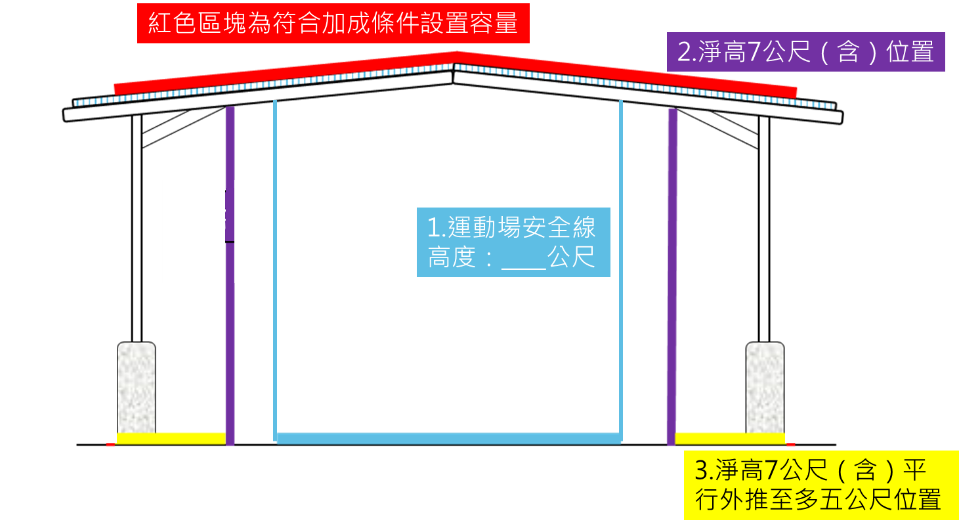 紅色區塊為符合加成條件設置容量
2.淨高7公尺（含）位置
1.運動場安全線
高度：____公尺
3.淨高7公尺（含）平
行外推至多五公尺位置